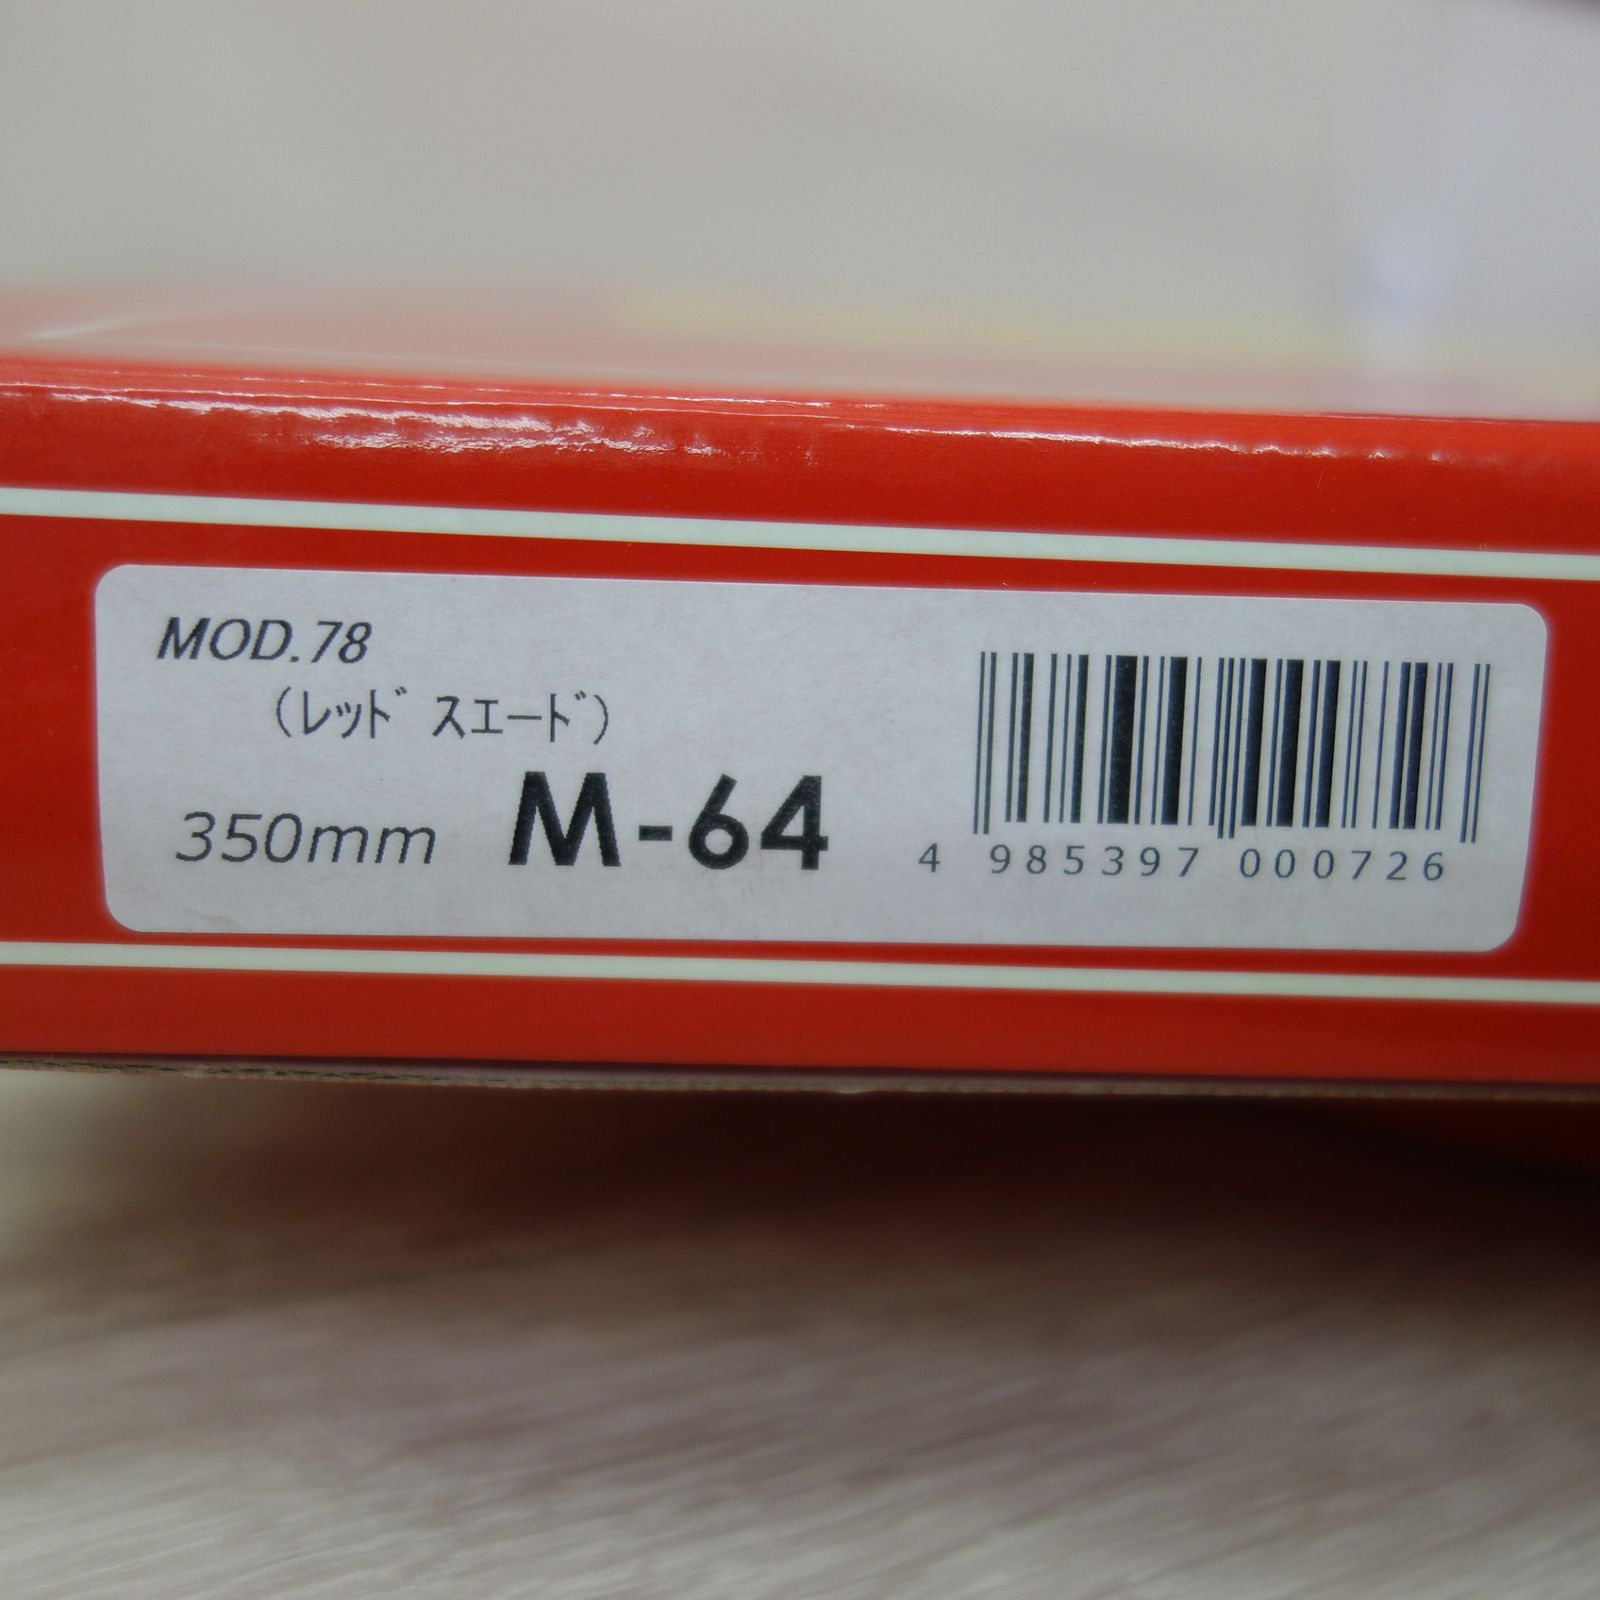 MOD.78
(ﾚｯﾄﾞ ｽｴｰﾄﾞ)
350mm M-64
4 985397 000726